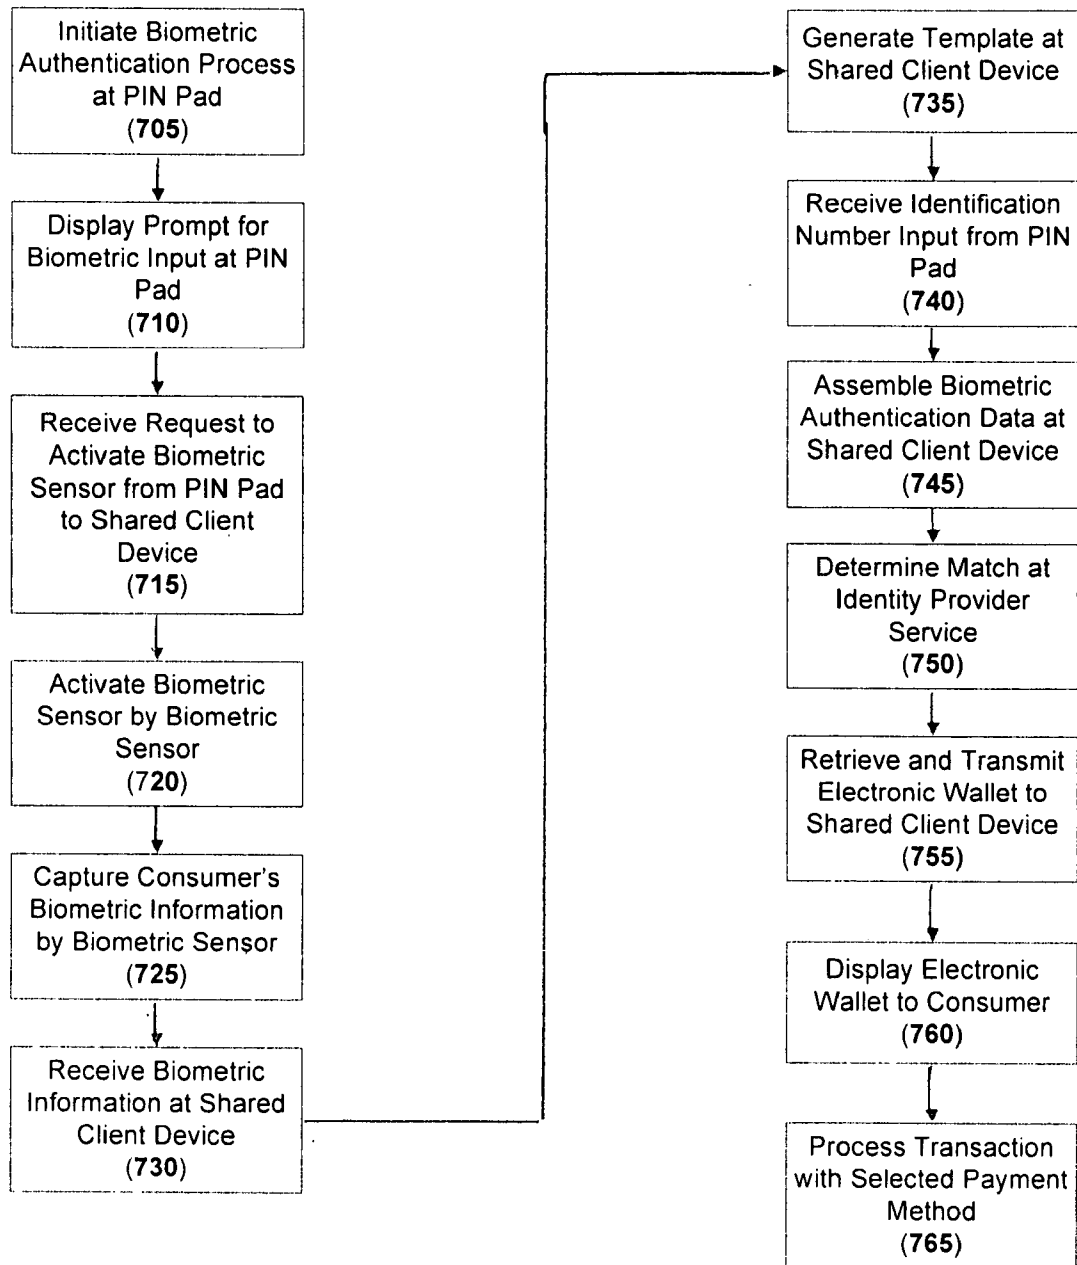 Initiate Biometric
Authentication Process
at PIN Pad
(705)
Display Prompt for
Biometric Input at PIN
Pad
(710)
Receive Request to
Activate Biometric
Sensor from PIN Pad
to Shared Client
Device
(715)
Activate Biometric
Sensor by Biometric
Sensor
(720)
Capture Consumer's
Biometric Information
by Biometric Sensor
(725)
Receive Biometric
Information at Shared
Client Device
(730)
Generate Template at
Shared Client Device
(735)
Receive Identification
Number Input from PIN
Pad
(740)
Assemble Biometric
Authentication Data at
Shared Client Device
(745)
Determine Match at
Identity Provider
Service
(750)
Retrieve and Transmit
Electronic Wallet to
Shared Client Device
(755)
Display Electronic
Wallet to Consumer
(760)
Process Transaction
with Selected Payment
Method
(765)